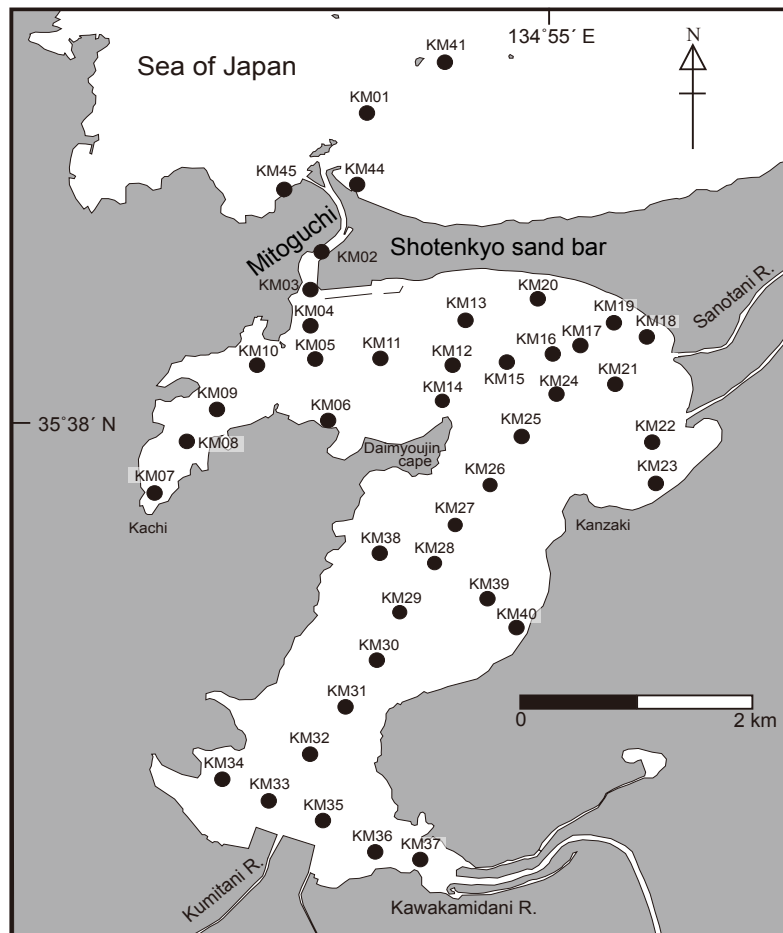 134˚55´ E
KM41
N
Sea of Japan
KM01
KM45
KM44
Mitoguchi
Shotenkyo sand bar
KM02
KM03
KM20
Sanotani R.
KM04
KM13
KM19
KM18
KM17
KM16
KM10
KM05
KM11
KM12
KM15
KM21
KM24
KM14
KM09
KM06
KM25
35˚38´ N
KM08
Daimyoujin
cape
KM22
KM23
KM07
KM26
Kachi
KM27
Kanzaki
KM38
KM28
KM39
KM29
KM40
KM30
KM31
0
2 km
KM32
KM34
KM33
KM35
KM36
KM37
Kumitani R.
Kawakamidani R.